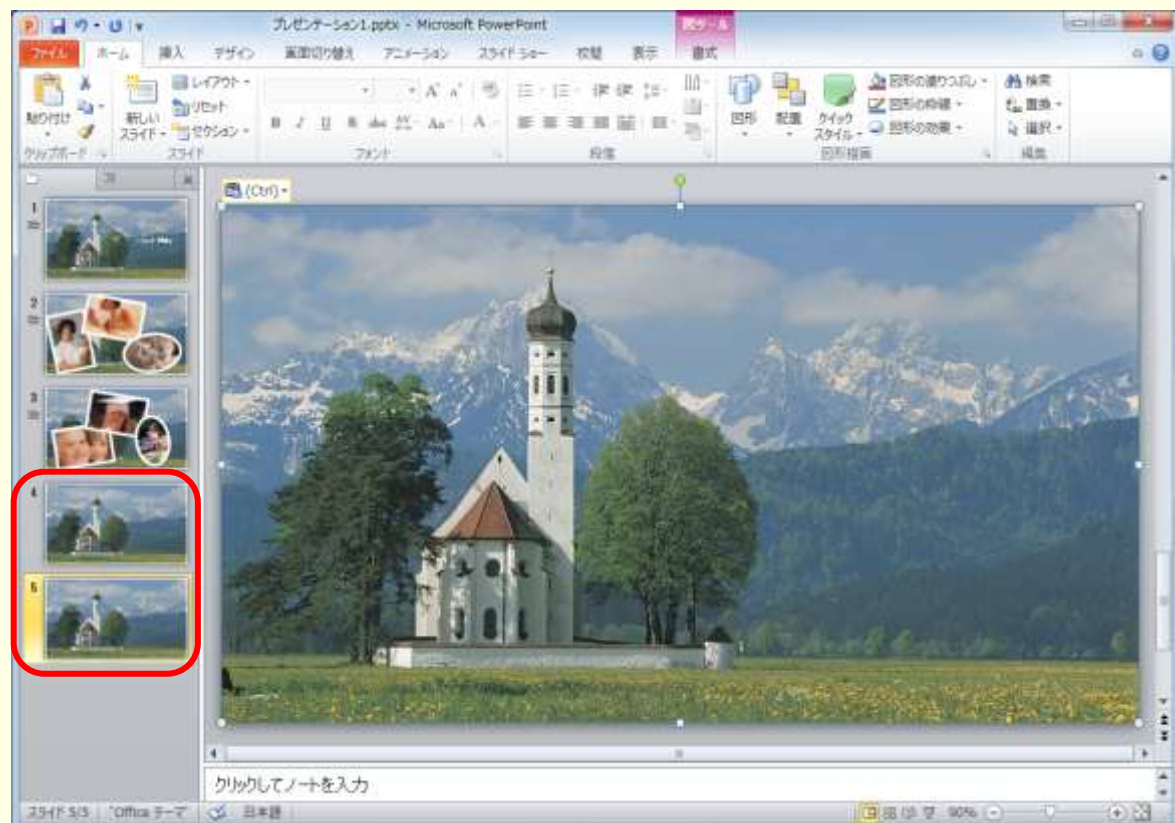 プレゼンテーション1.pptx - Microsoft PowerPoint
図ツール
ファイル ホーム 挿入 デザイン 画面切り替え アニメーション スライド ショー 校閲 表示 書式
貼り付け
新しい
スライド
レイアウト
リセット
セクション
B I U S abc AV Aa A
図形
配置
クイック
スタイル
図形の塗りつぶし
図形の枠線
図形の効果
検索
置換
選択
クリップボード スライド フォント 段落 図形描画 編集
(Ctrl)
1
2
3
4
5
クリックしてノートを入力
スライド 5/5 "Office テーマ" 日本語 90%